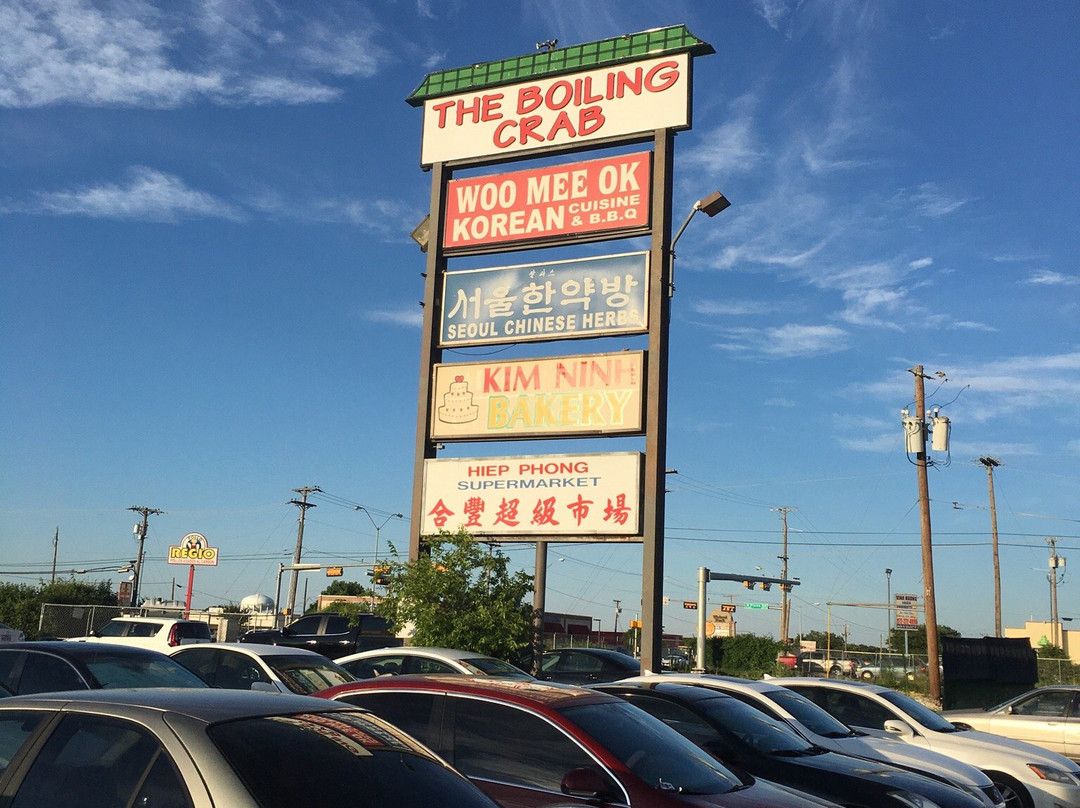 THE BOILING
CRAB
WOO MEE OK
KOREAN CUISINE
& B.B.Q
서울한약방
SEOUL CHINESE HERBS
KIM NINH
BAKERY
HIEP PHONG
SUPERMARKET
合豐超級市場
REGIO